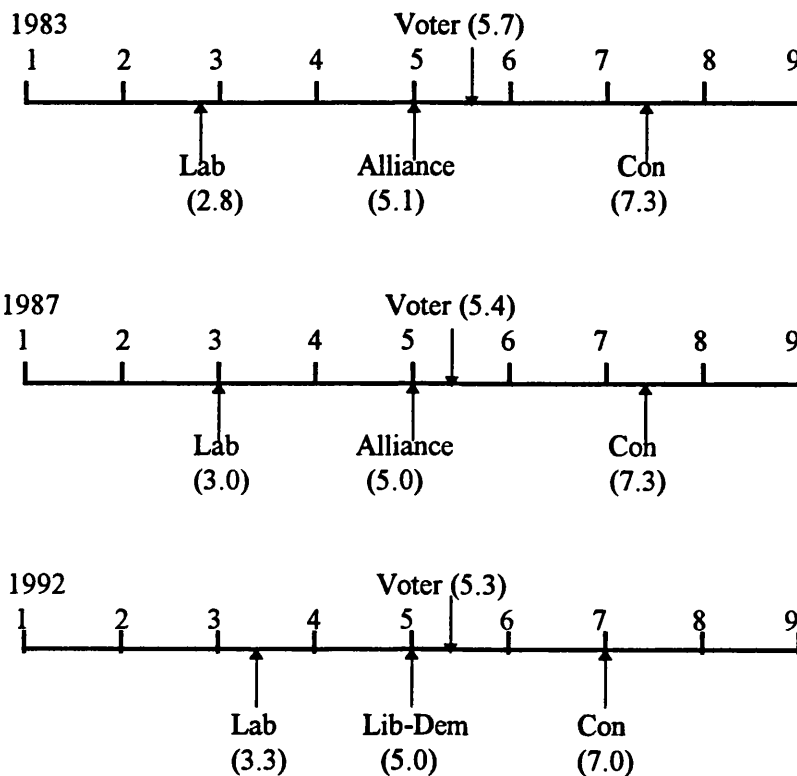 1983 Voter (5.7)
1 2 3 4 5 6 7 8 9
Lab Alliance Con
(2.8) (5.1) (7.3)
1987 Voter (5.4)
1 2 3 4 5 6 7 8 9
Lab Alliance Con
(3.0) (5.0) (7.3)
1992 Voter (5.3)
1 2 3 4 5 6 7 8 9
Lab Lib-Dem Con
(3.3) (5.0) (7.0)